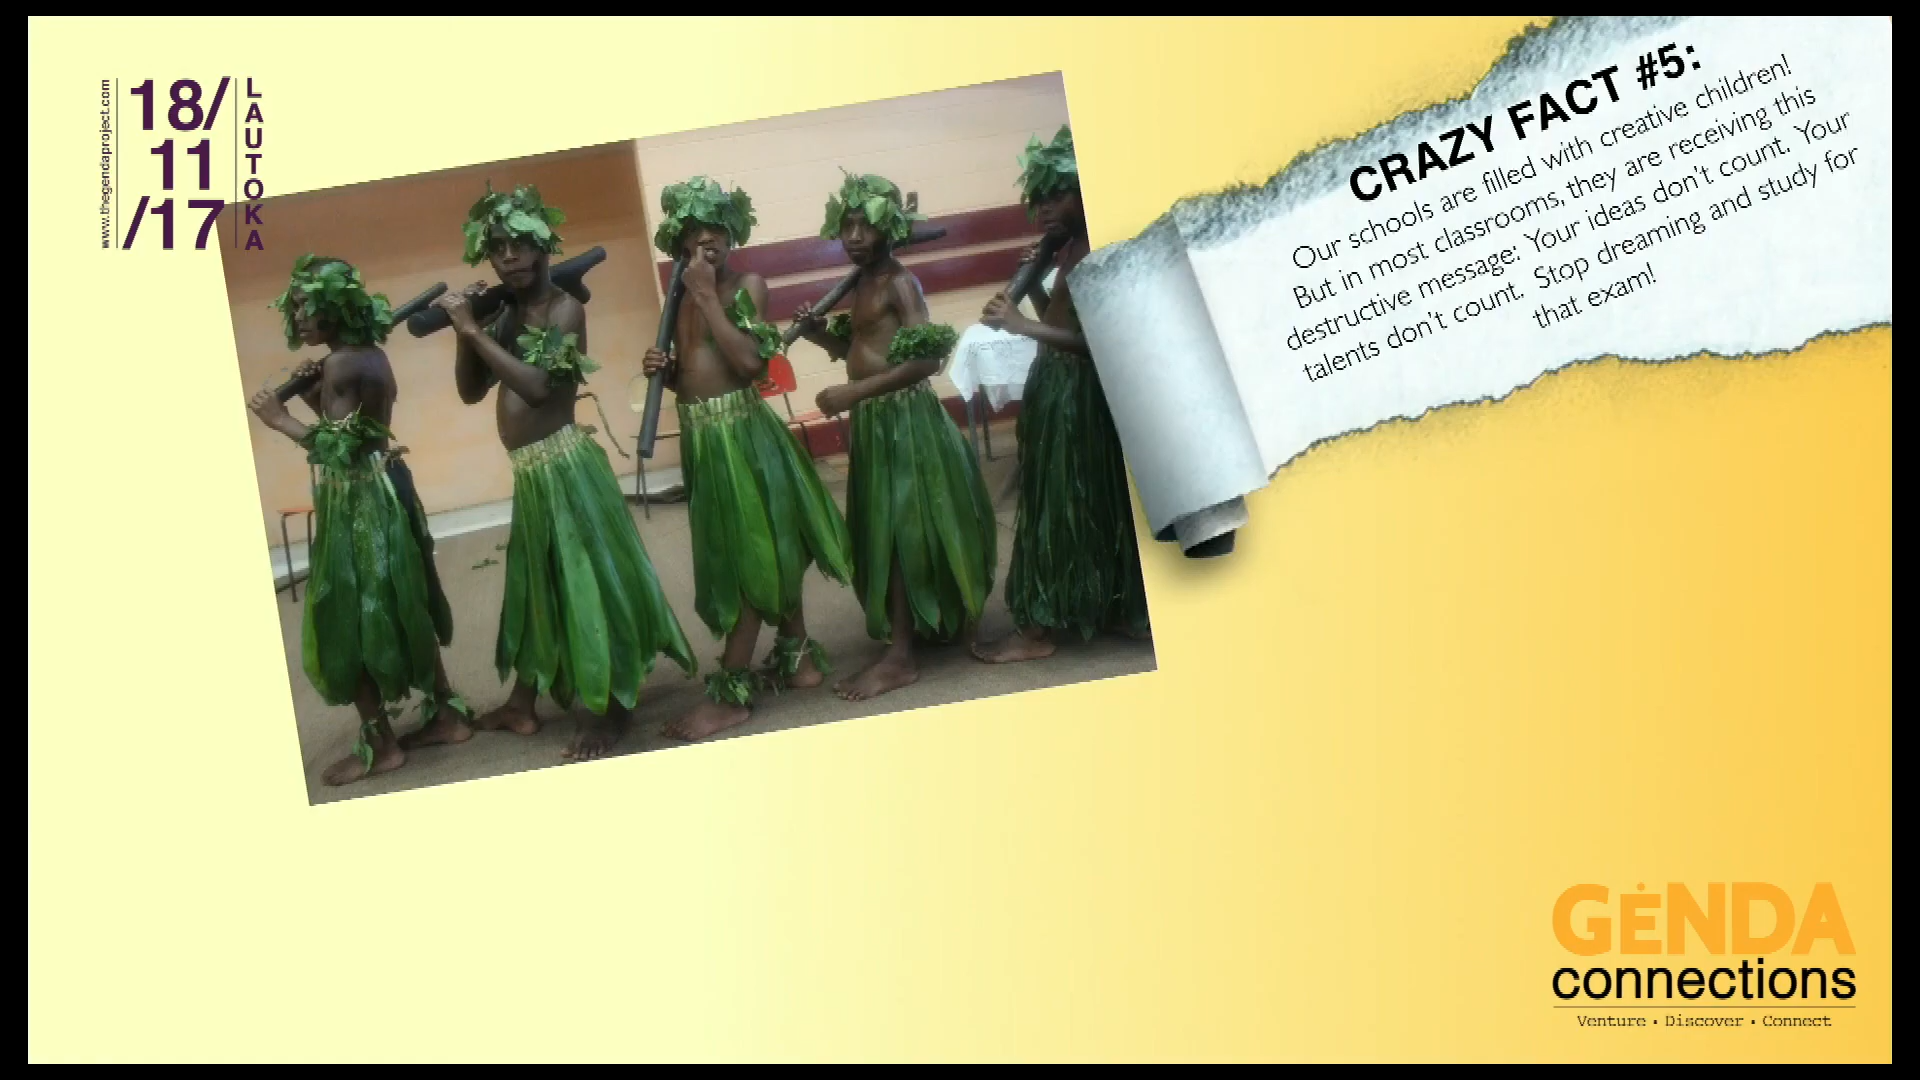 www.thegendaproject.com
18/
11
/17
LAUTOKA
CRAZY FACT #5:
Our schools are filled with creative children!
But in most classrooms, they are receiving this
destructive message: Your ideas don't count. Your
talents don't count. Stop dreaming and study for
that exam!
GENDA
connections
Venture • Discover • Connect